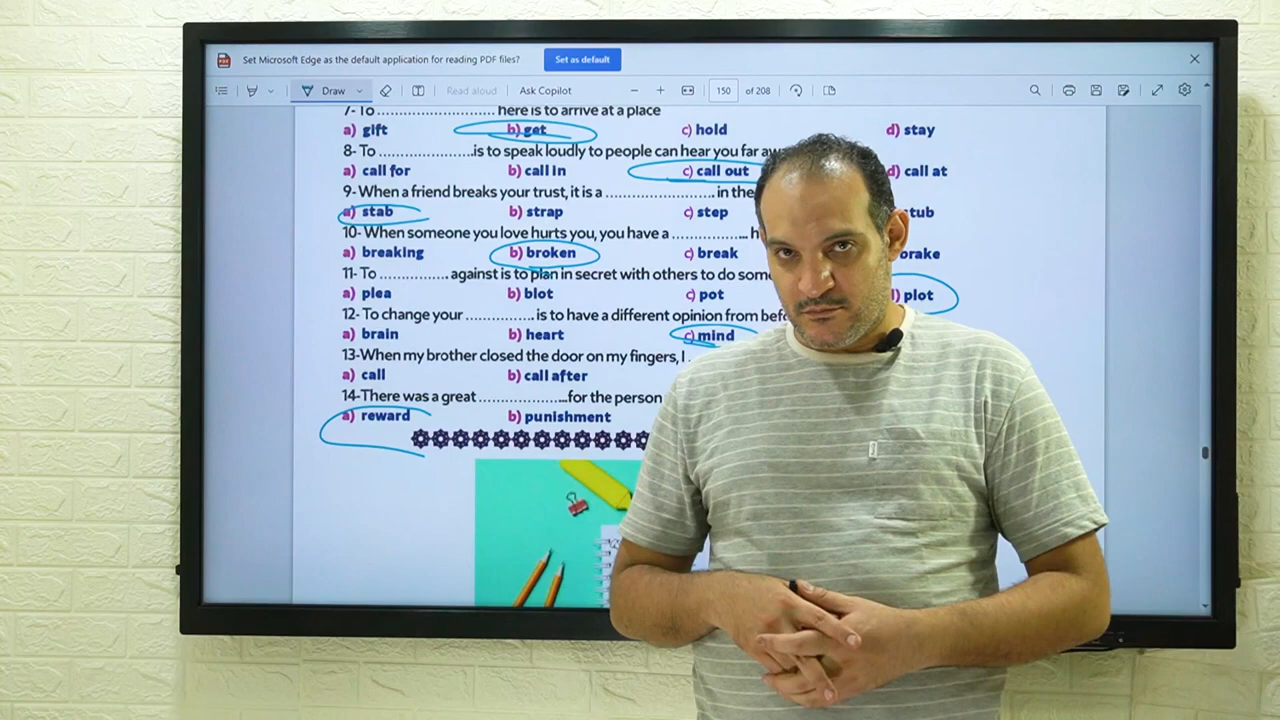 Set Microsoft Edge as the default application for reading PDF files? Set as default
Draw Read aloud Ask Copilot 150 of 208
7- To ........................... here is to arrive at a place
a) gift b) get c) hold d) stay
8- To ......................is to speak loudly to people can hear you far
a) call for b) call in c) call out d) call at
9- When a friend breaks your trust, it is a ......................... in the
a) stab b) strap c) step tub
10- When someone you love hurts you, you have a ..................
a) breaking b) broken c) break
11- To ................ against is to plan in secret with others to do
a) plea b) blot c) pot plot
12- To change your ............... is to have a different opinion from
a) brain b) heart c) mind
13-When my brother closed the door on my fingers, I .
a) call b) call after
14-There was a great .....................for the person
a) reward b) punishment